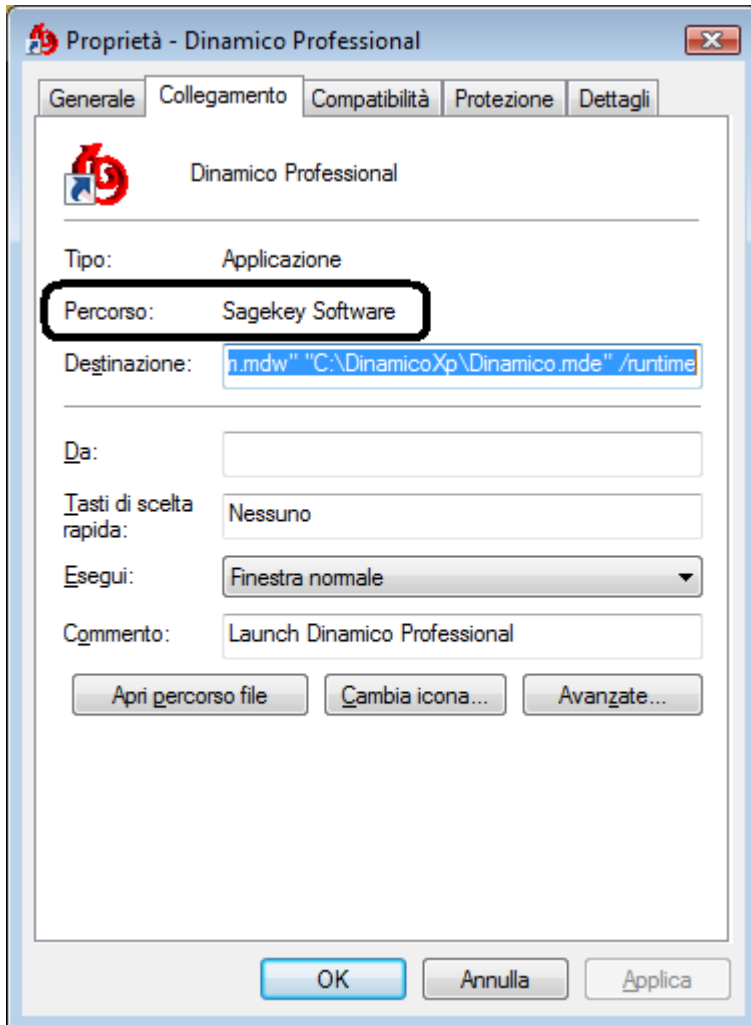 Proprietà - Dinamico Professional
Generale Collegamento Compatibilità Protezione Dettagli
Dinamico Professional
Tipo: Applicazione
Percorso: Sagekey Software
Destinazione: n.mdw" "C:\DinamicoXp\Dinamico.mde" /runtime
Da:
Tasti di scelta
rapida: Nessuno
Esegui: Finestra normale
Commento: Launch Dinamico Professional
Apri percorso file Cambia icona... Avanzate...
OK Annulla Applica